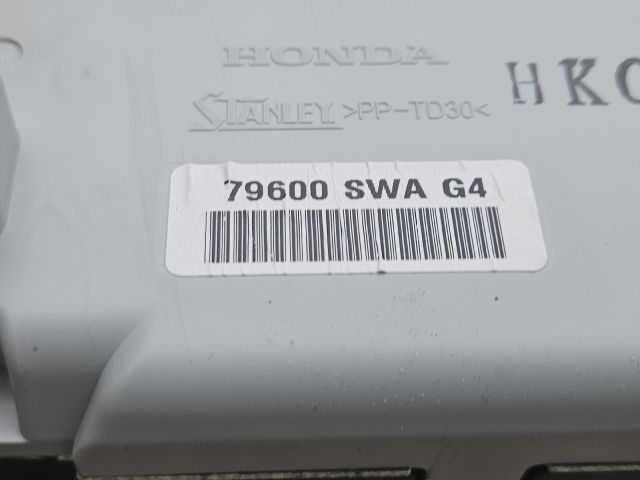 HONDA
HKC
STANLEY >PP-TD30<
79600 SWA G4